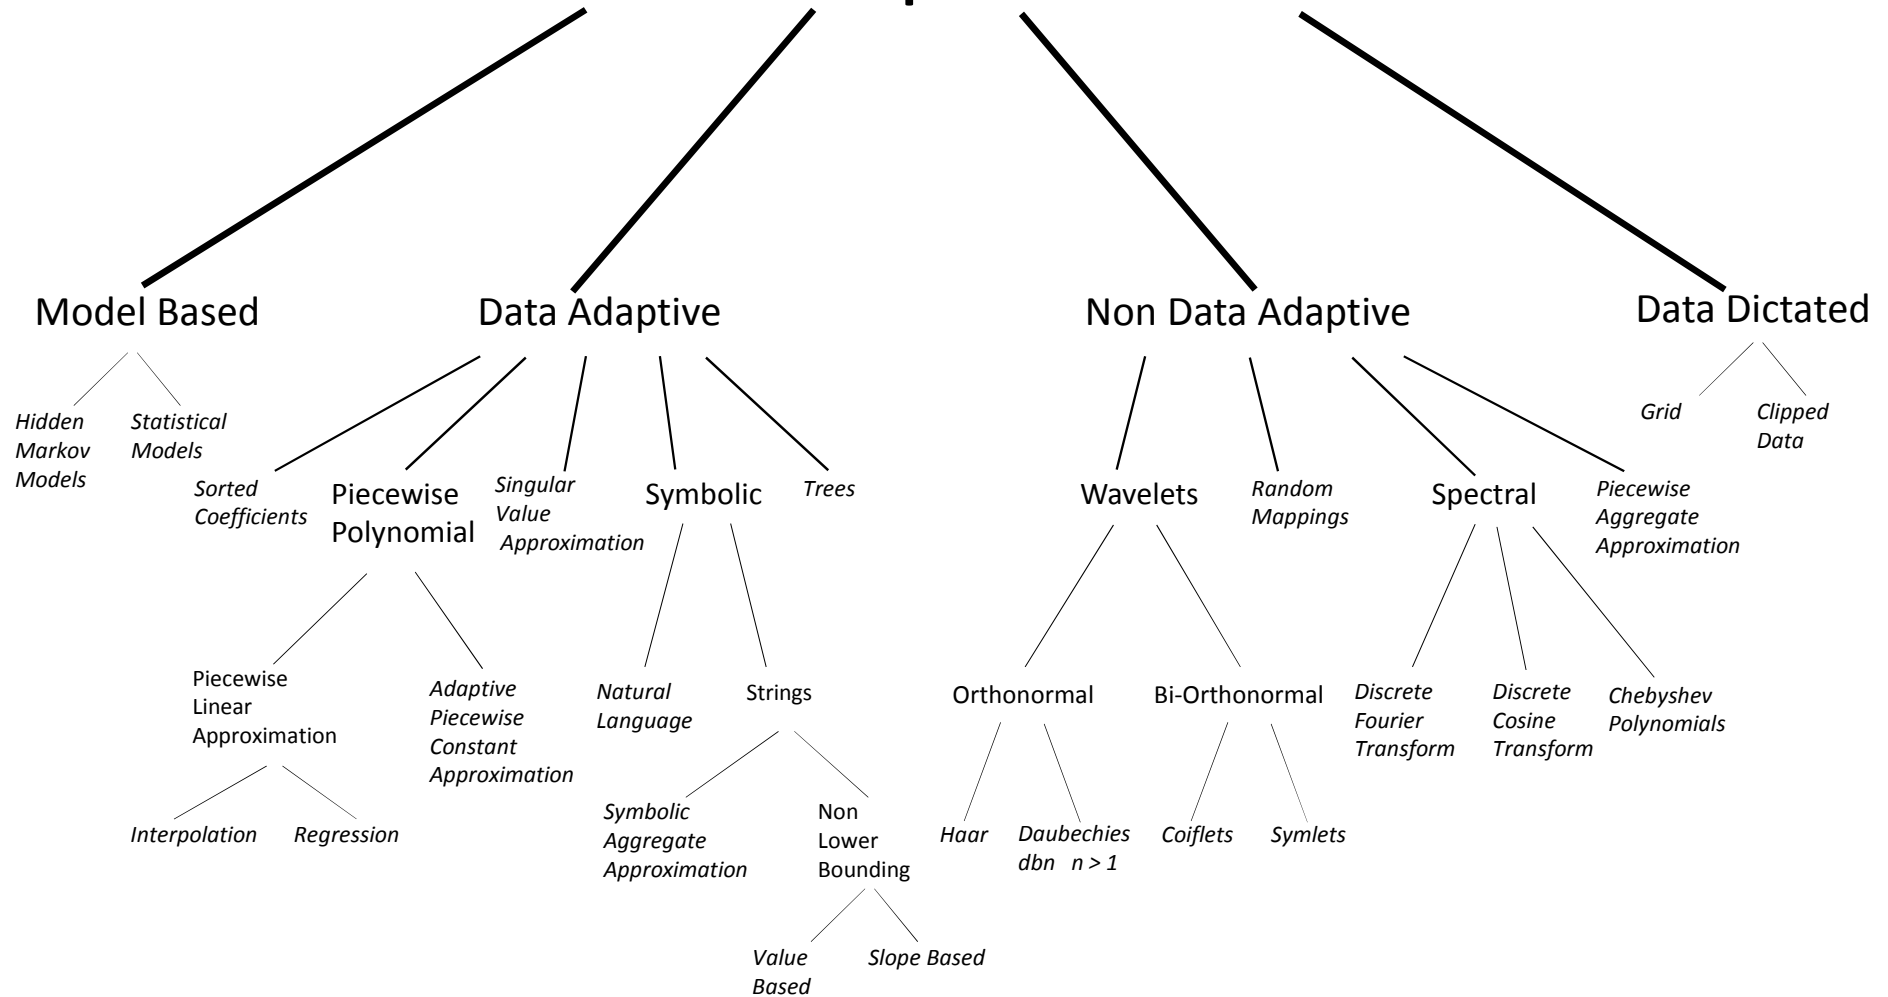 Model Based
Data Adaptive
Non Data Adaptive
Data Dictated
Hidden
Markov
Models
Statistical
Models
Grid
Clipped
Data
Sorted
Coefficients
Piecewise
Polynomial
Singular
Value
Approximation
Symbolic
Trees
Wavelets
Random
Mappings
Spectral
Piecewise
Aggregate
Approximation
Piecewise
Linear
Approximation
Adaptive
Piecewise
Constant
Approximation
Natural
Language
Strings
Orthonormal
Bi-Orthonormal
Discrete
Fourier
Transform
Discrete
Cosine
Transform
Chebyshev
Polynomials
Interpolation
Regression
Symbolic
Aggregate
Approximation
Non
Lower
Bounding
Haar
Daubechies
dbn n > 1
Coiflets
Symlets
Value
Based
Slope Based